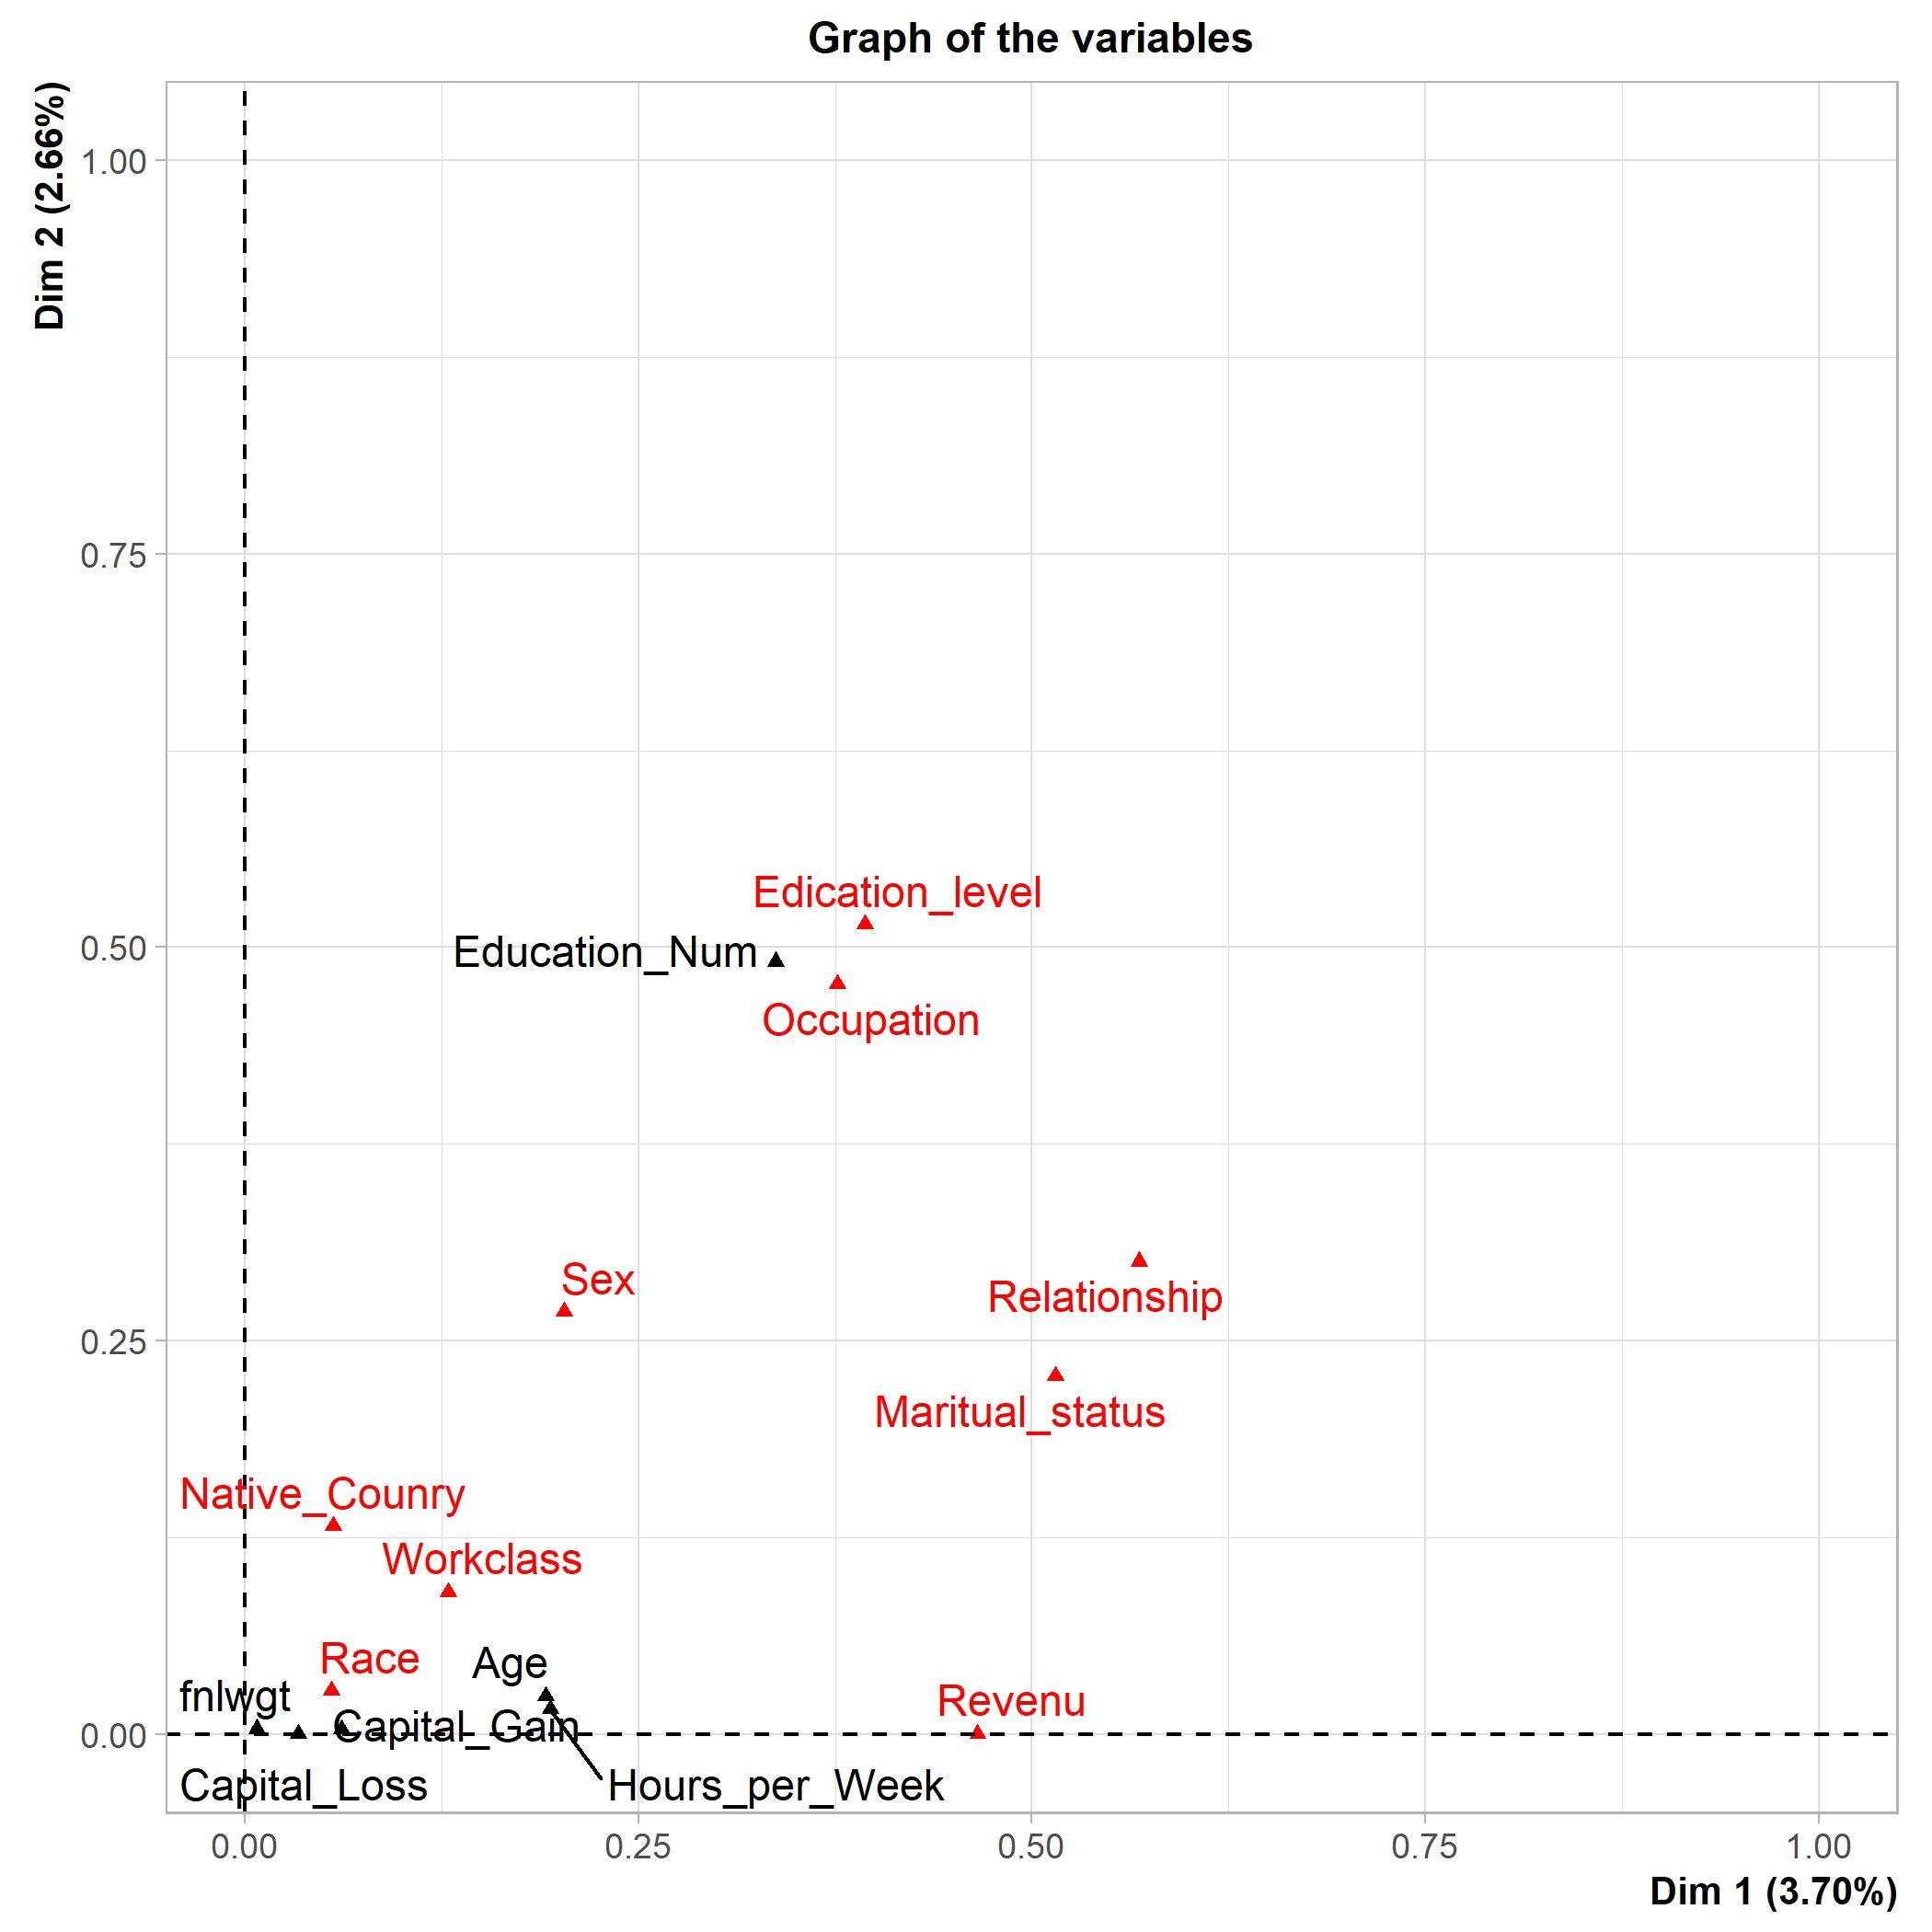 Graph of the variables
Dim 2 (2.66%)
1.00
0.75
0.50
0.25
0.00
Edication_level
Education_Num
Occupation
Sex
Relationship
Maritual_status
Native_Counry
Workclass
Race
Age
fnlwgt
Capital_Gain
Revenu
Capital_Loss
Hours_per_Week
0.00
0.25
0.50
0.75
1.00
Dim 1 (3.70%)